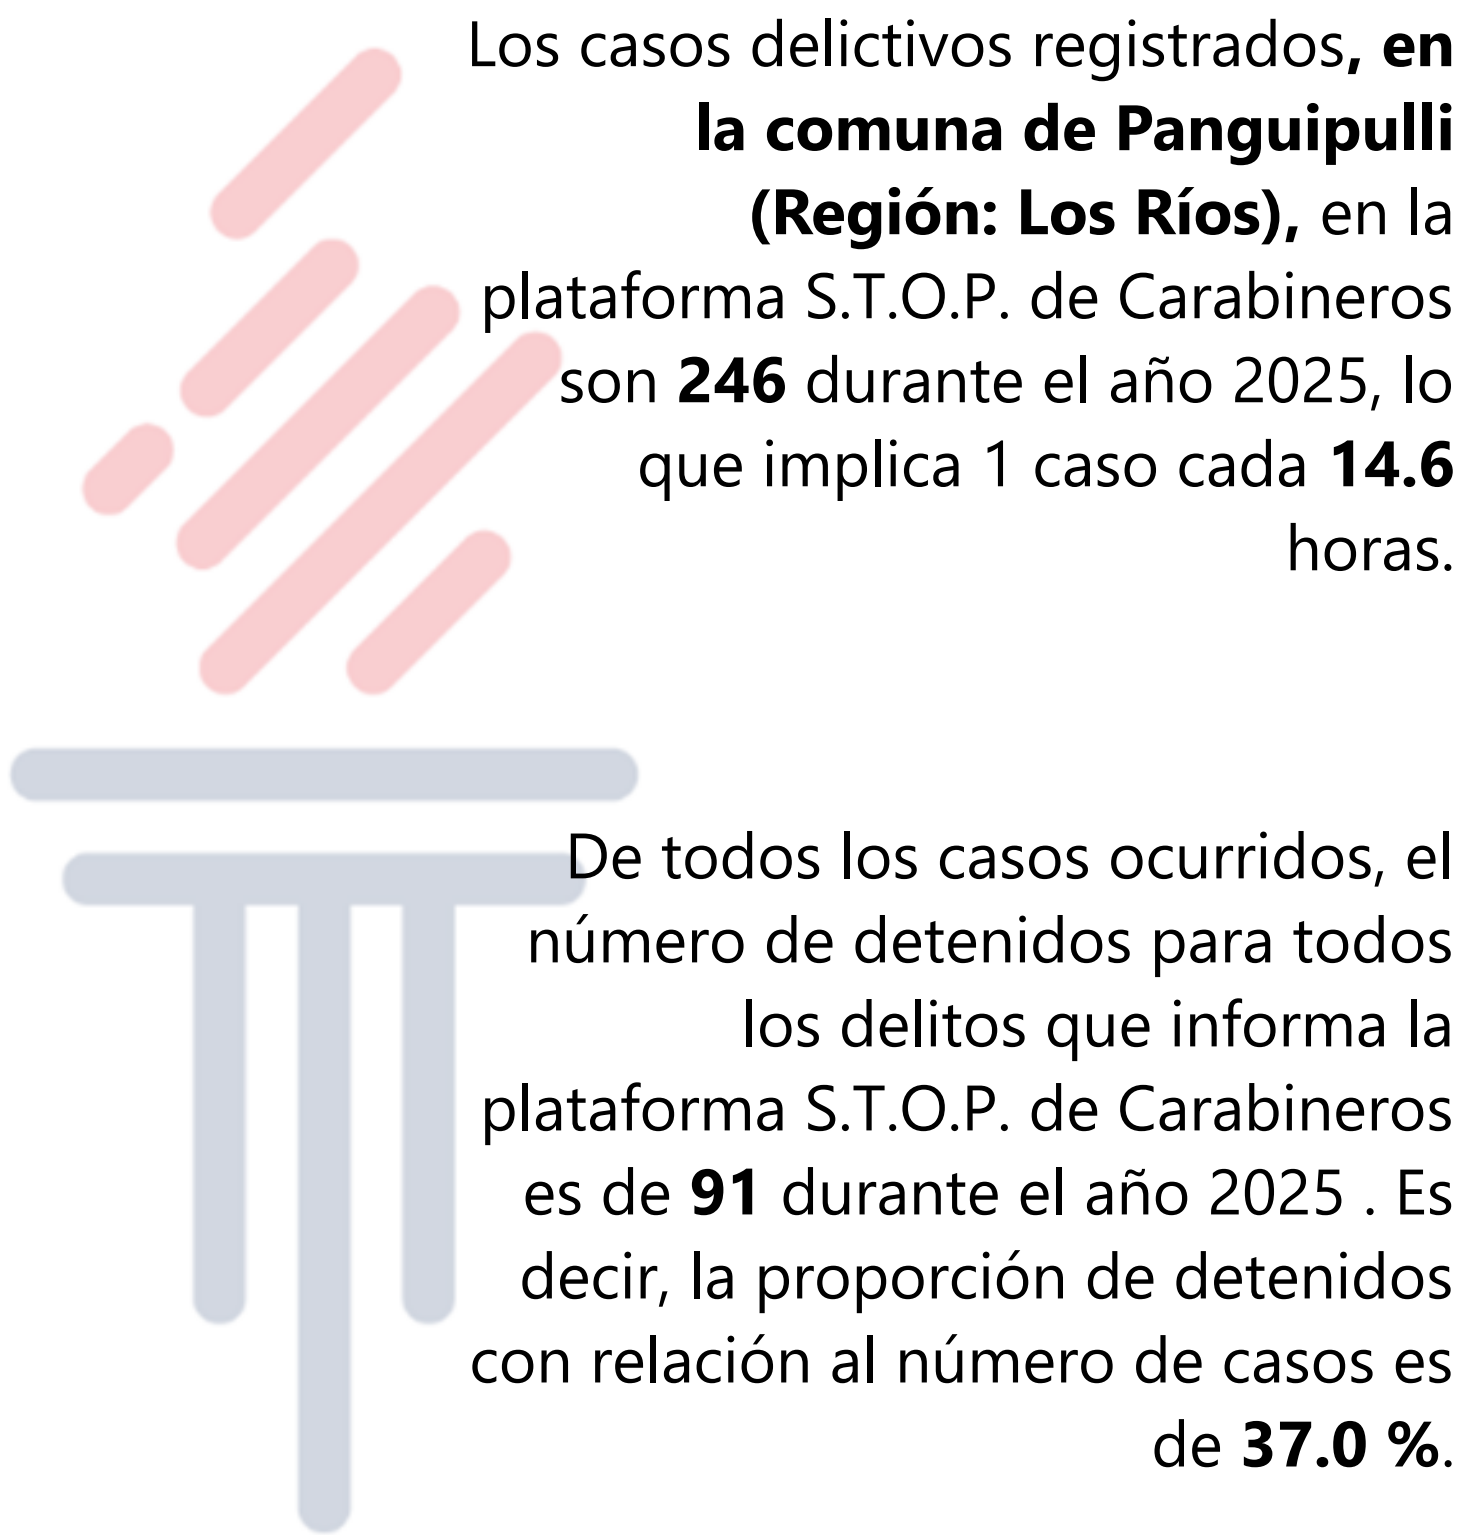 Los casos delictivos registrados, en
la comuna de Panguipulli
(Región: Los Ríos), en la
plataforma S.T.O.P. de Carabineros
son 246 durante el año 2025, lo
que implica 1 caso cada 14.6
horas.
De todos los casos ocurridos, el
número de detenidos para todos
los delitos que informa la
plataforma S.T.O.P. de Carabineros
es de 91 durante el año 2025 . Es
decir, la proporción de detenidos
con relación al número de casos es
de 37.0 %.